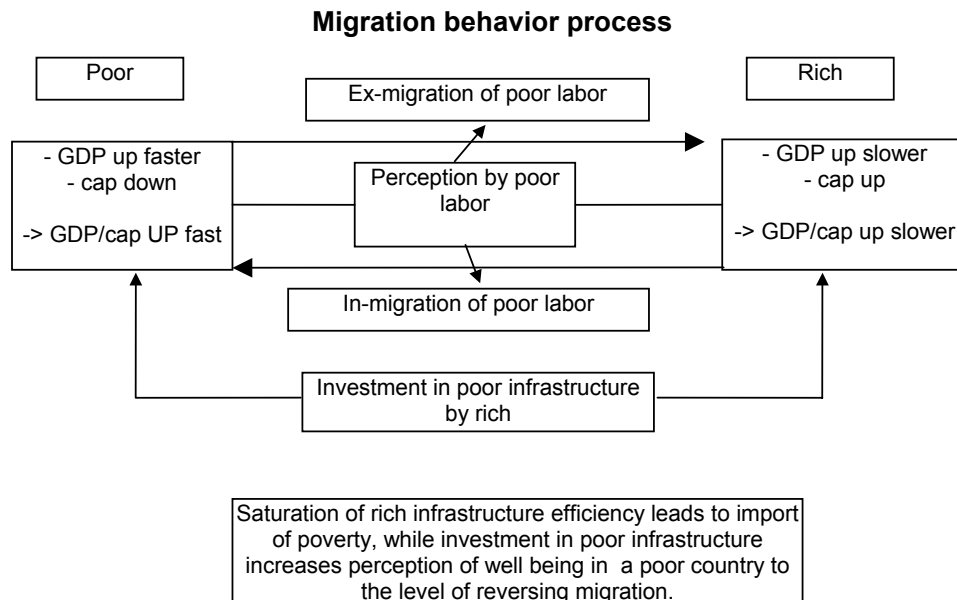 Migration behavior process
Poor
Rich
Ex-migration of poor labor
- GDP up faster
- cap down
-> GDP/cap UP fast
Perception by poor
labor
- GDP up slower
- cap up
-> GDP/cap up slower
In-migration of poor labor
Investment in poor infrastructure
by rich
Saturation of rich infrastructure efficiency leads to import
of poverty, while investment in poor infrastructure
increases perception of well being in a poor country to
the level of reversing migration.